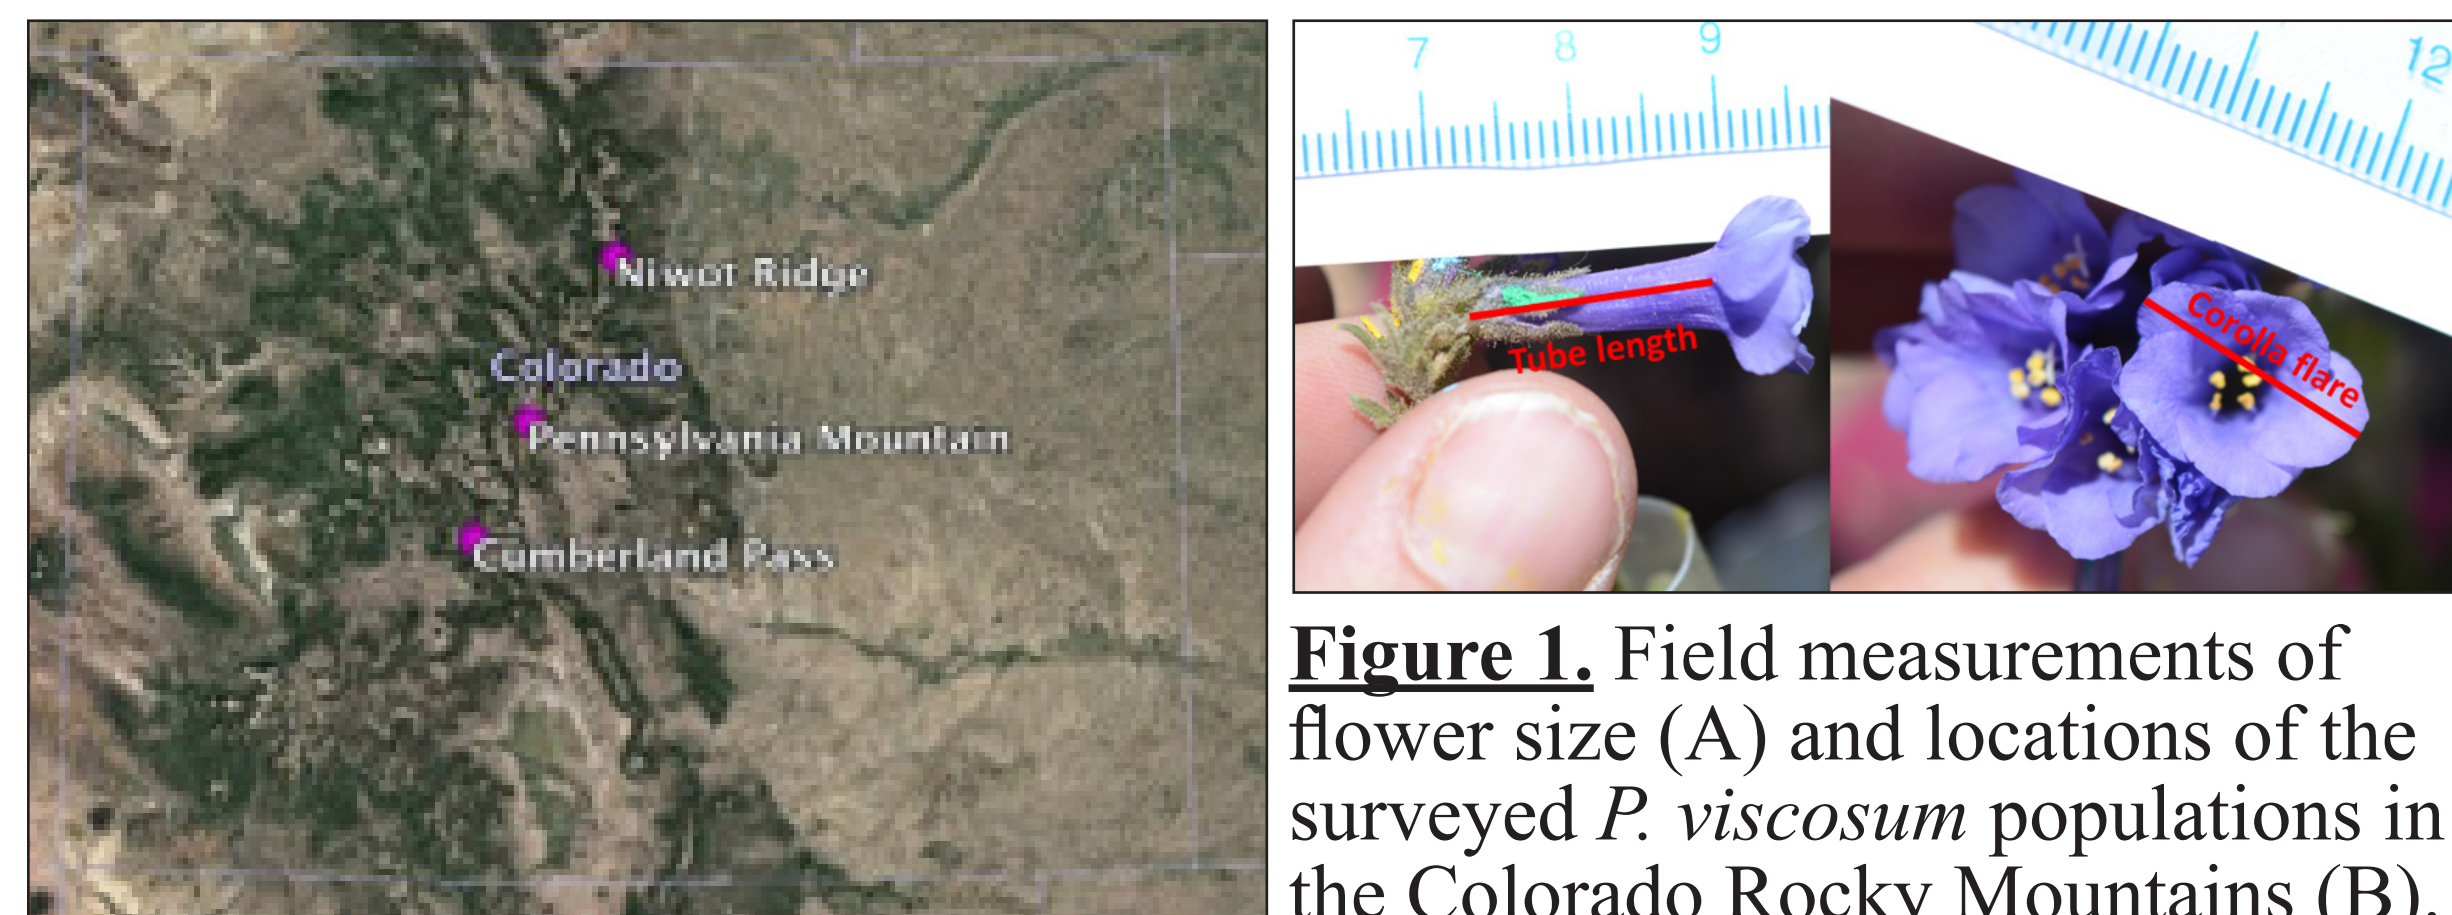 Niwot Ridge
Colorado
Pennsylvania Mountain
Cumberland Pass
7 8 9
12
Tube length
Corolla flare
Figure 1. Field measurements of
flower size (A) and locations of the
surveyed P. viscosum populations in
the Colorado Rocky Mountains (B).